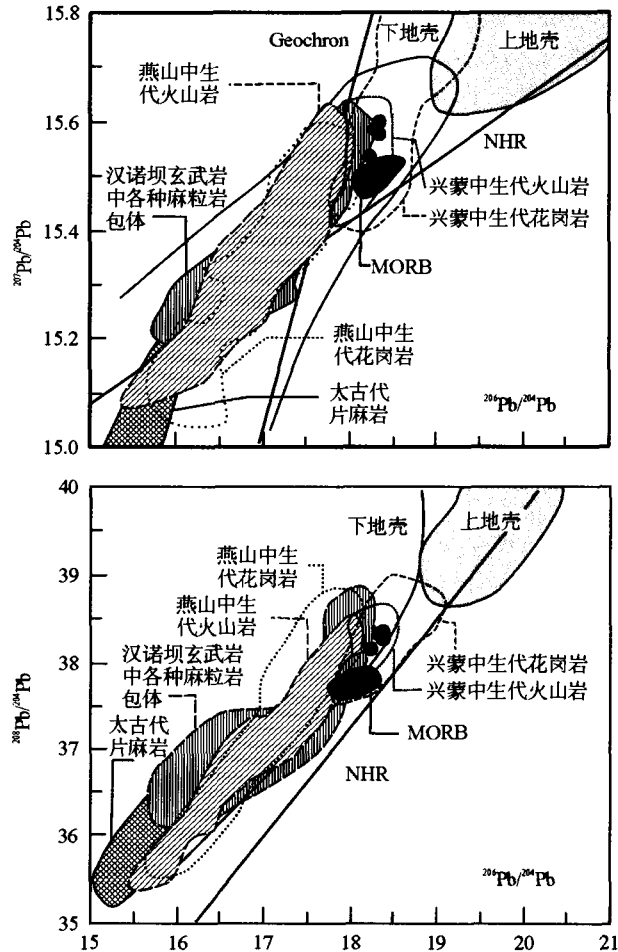 15.8
15.6
15.4
15.2
15.0
²⁰⁷Pb/²⁰⁴Pb
Geochron
下地壳
上地壳
燕山中生
代火山岩
NHR
汉诺坝玄武岩
中各种麻粒岩
包体
兴蒙中生代火山岩
兴蒙中生代花岗岩
MORB
燕山中生
代花岗岩
太古代
片麻岩
²⁰⁶Pb/²⁰⁴Pb
15
16
17
18
19
20
21
40
39
38
37
36
35
²⁰⁸Pb/²⁰⁴Pb
下地壳
上地壳
燕山中生
代花岗岩
燕山中生
代火山岩
汉诺坝玄武岩
中各种麻粒岩
包体
太古代
片麻岩
兴蒙中生代花岗岩
兴蒙中生代火山岩
MORB
NHR
²⁰⁶Pb/²⁰⁴Pb
15
16
17
18
19
20
21